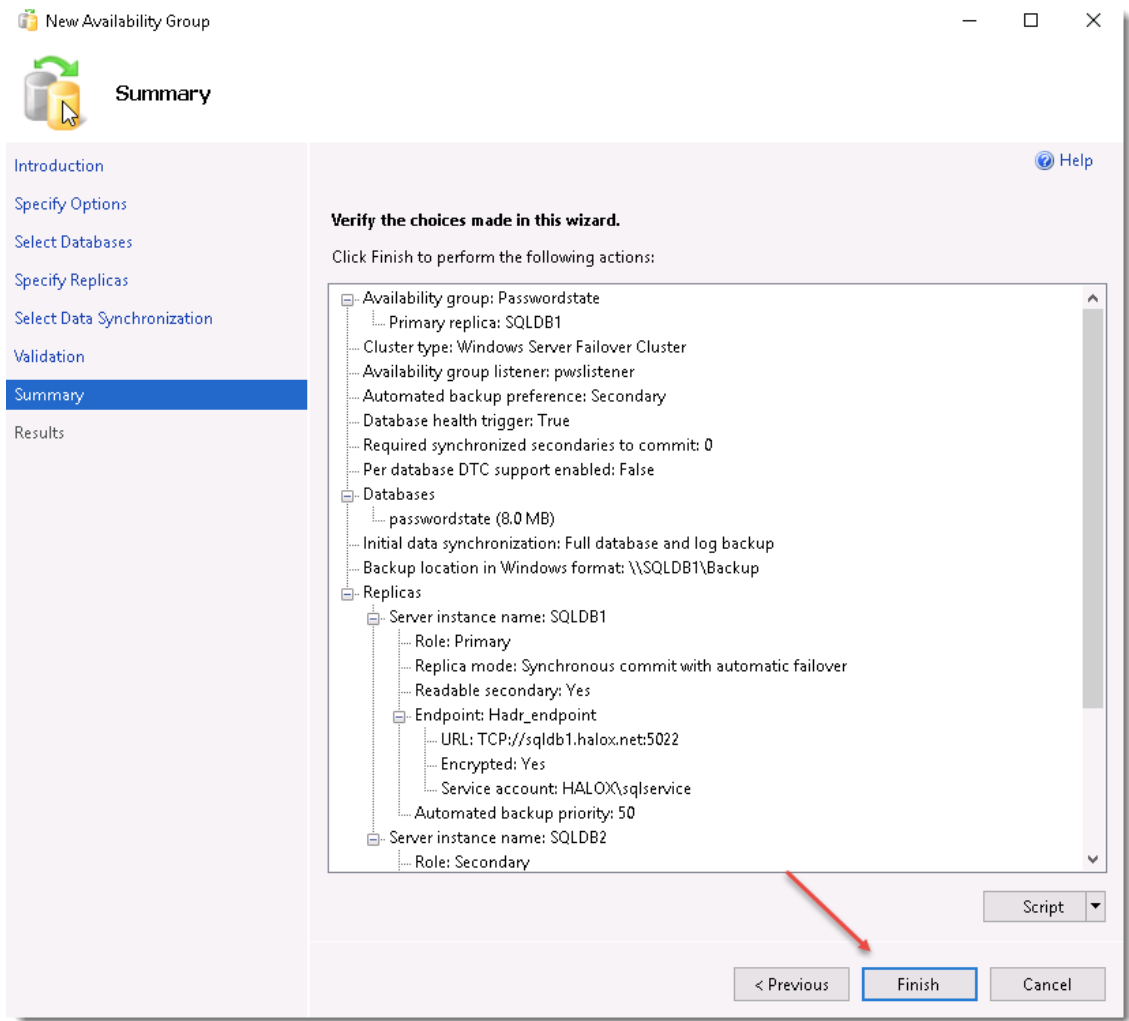 New Availability Group
Summary
Introduction
Specify Options
Select Databases
Specify Replicas
Select Data Synchronization
Validation
Summary
Results
Help
Verify the choices made in this wizard.
Click Finish to perform the following actions:
Availability group: Passwordstate
Primary replica: SQLDB1
Cluster type: Windows Server Failover Cluster
Availability group listener: pwslistener
Automated backup preference: Secondary
Database health trigger: True
Required synchronized secondaries to commit: 0
Per database DTC support enabled: False
Databases
passwordstate (8.0 MB)
Initial data synchronization: Full database and log backup
Backup location in Windows format: \\SQLDB1\Backup
Replicas
Server instance name: SQLDB1
Role: Primary
Replica mode: Synchronous commit with automatic failover
Readable secondary: Yes
Endpoint: Hadr_endpoint
URL: TCP://sqldb1.halox.net:5022
Encrypted: Yes
Service account: HALOX\sqlservice
Automated backup priority: 50
Server instance name: SQLDB2
Role: Secondary
Script
< Previous
Finish
Cancel